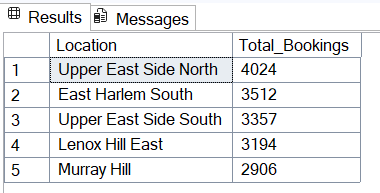 Results Messages
Location Total_Bookings
1 Upper East Side North 4024
2 East Harlem South 3512
3 Upper East Side South 3357
4 Lenox Hill East 3194
5 Murray Hill 2906